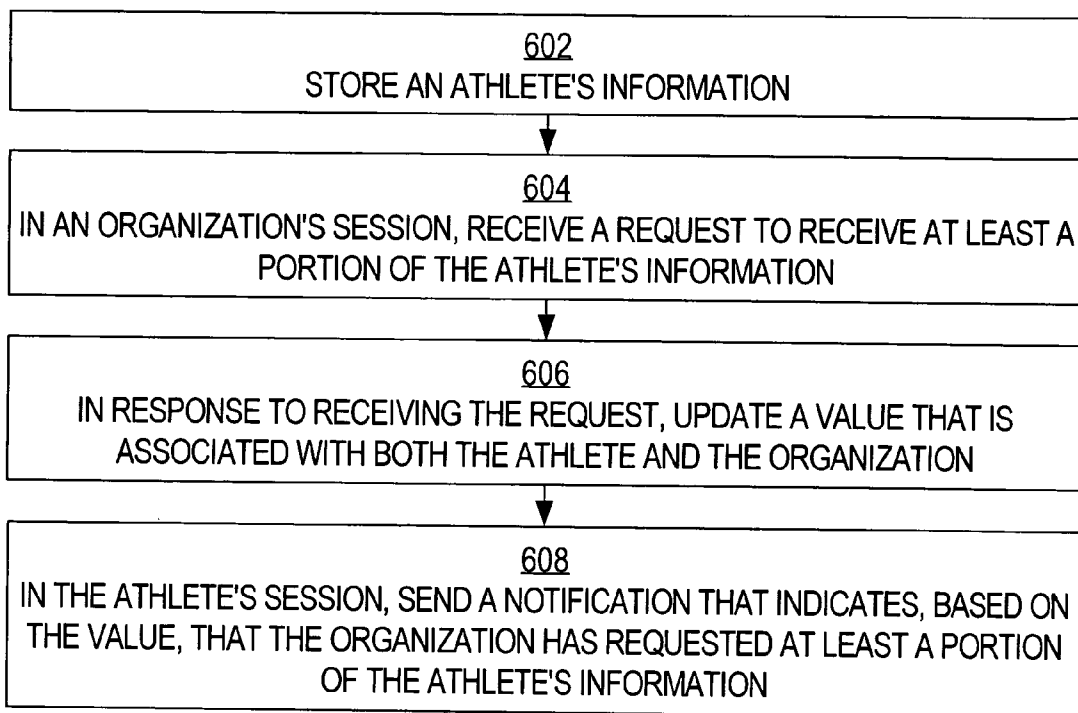 602
STORE AN ATHLETE'S INFORMATION
604
IN AN ORGANIZATION'S SESSION, RECEIVE A REQUEST TO RECEIVE AT LEAST A
PORTION OF THE ATHLETE'S INFORMATION
606
IN RESPONSE TO RECEIVING THE REQUEST, UPDATE A VALUE THAT IS
ASSOCIATED WITH BOTH THE ATHLETE AND THE ORGANIZATION
608
IN THE ATHLETE'S SESSION, SEND A NOTIFICATION THAT INDICATES, BASED ON
THE VALUE, THAT THE ORGANIZATION HAS REQUESTED AT LEAST A PORTION
OF THE ATHLETE'S INFORMATION